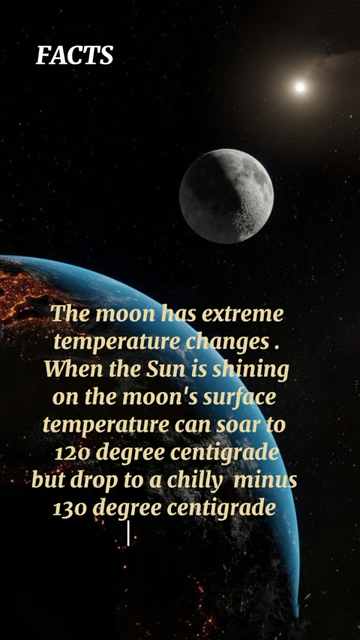 FACTS
The moon has extreme
temperature changes .
When the Sun is shining
on the moon's surface
temperature can soar to
120 degree centigrade
but drop to a chilly minus
130 degree centigrade